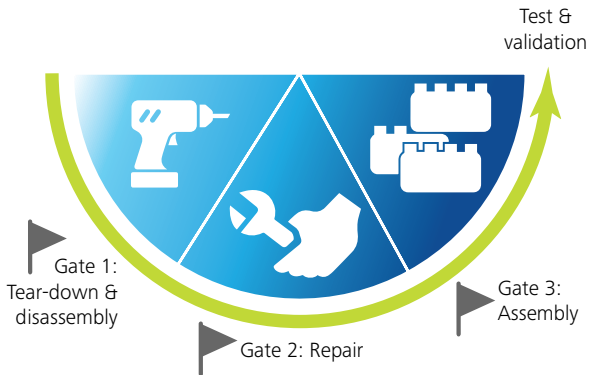 Test &
validation
Gate 1:
Tear-down &
disassembly
Gate 2: Repair
Gate 3:
Assembly